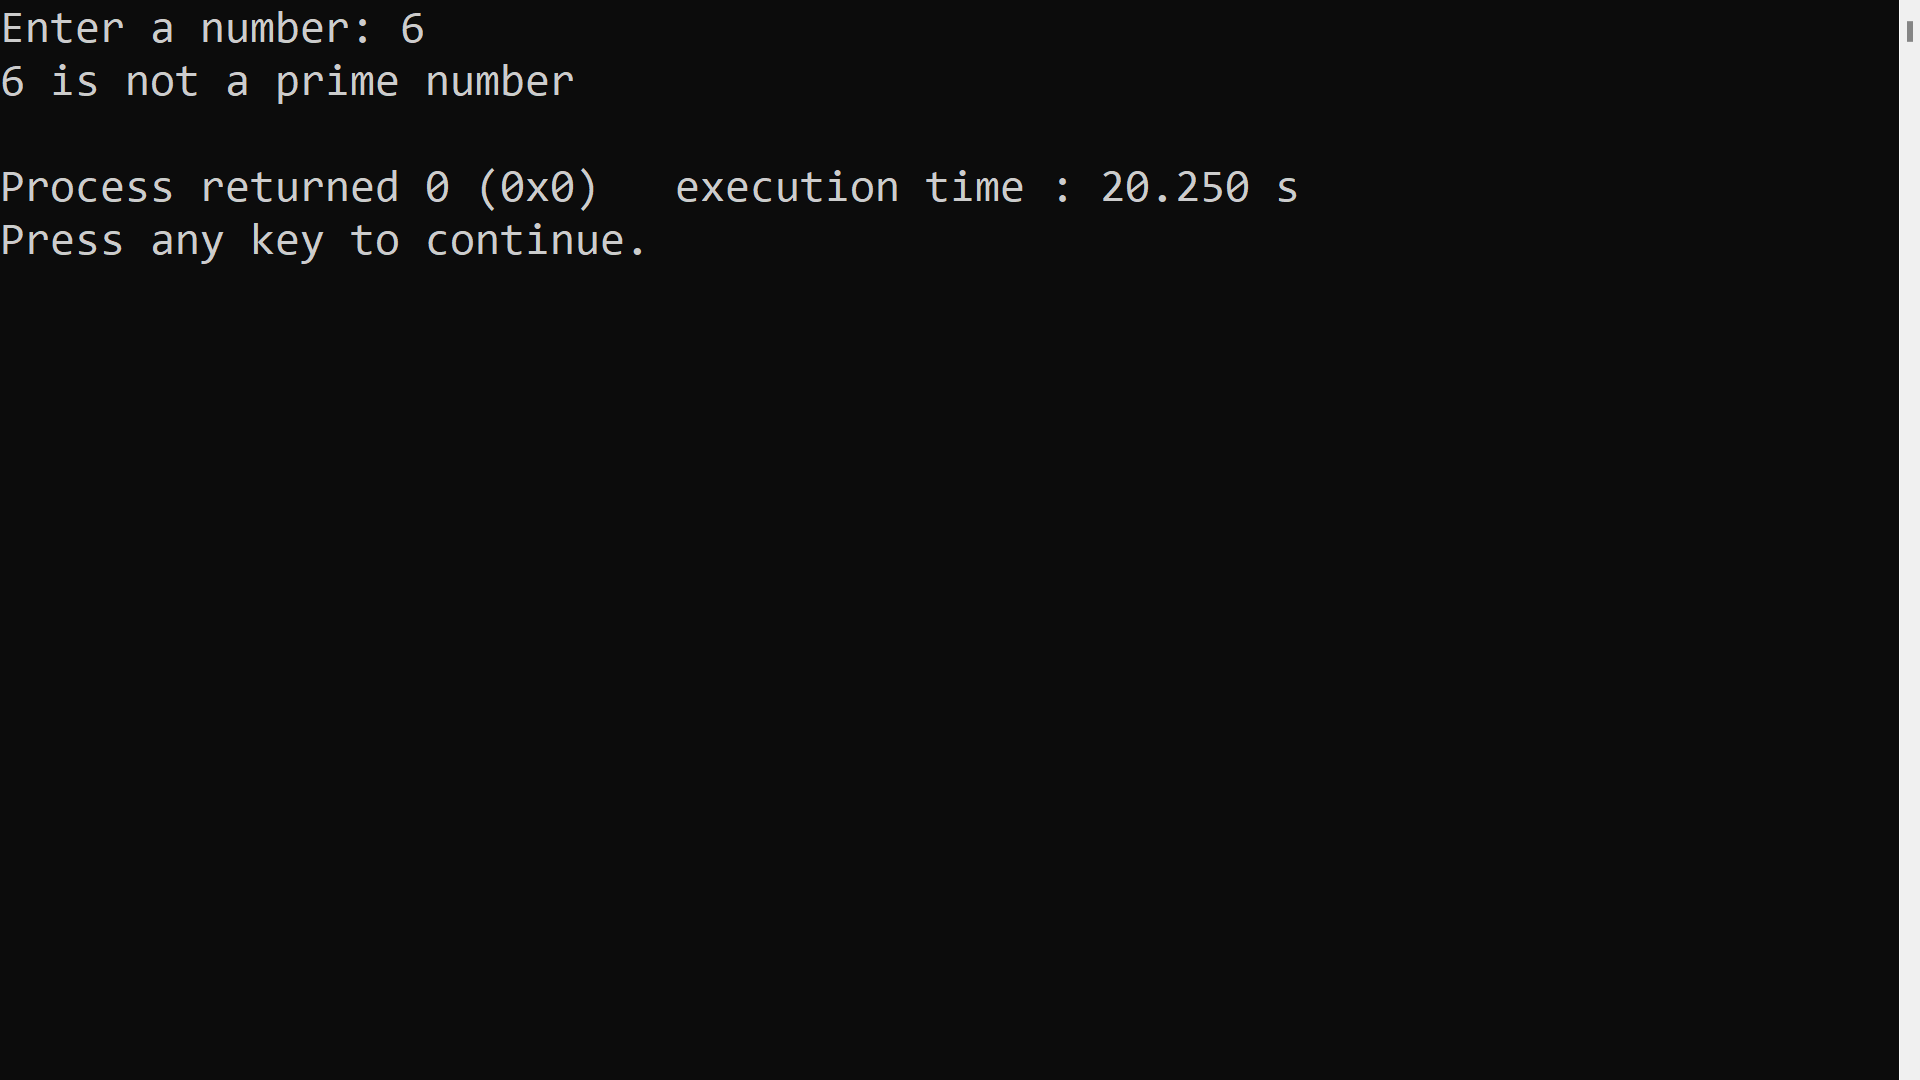 Enter a number: 6
6 is not a prime number
Process returned 0 (0x0)   execution time : 20.250 s
Press any key to continue.